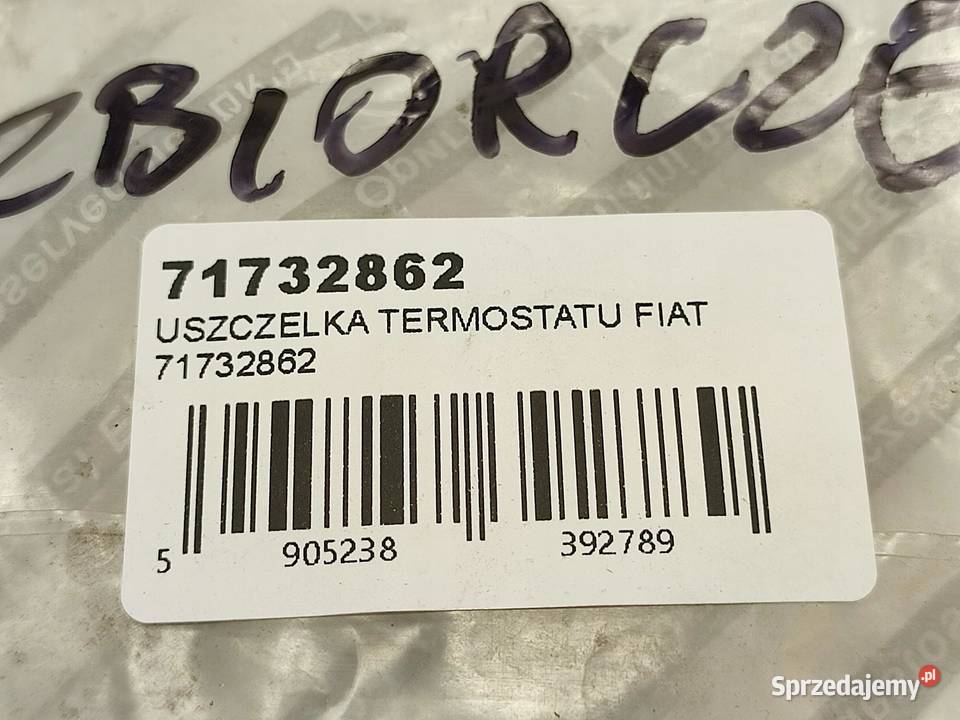 ZBIORCZE
71732862
USZCZELKA TERMOSTATU FIAT
71732862
5 905238 392789
Sprzedajemy.pl